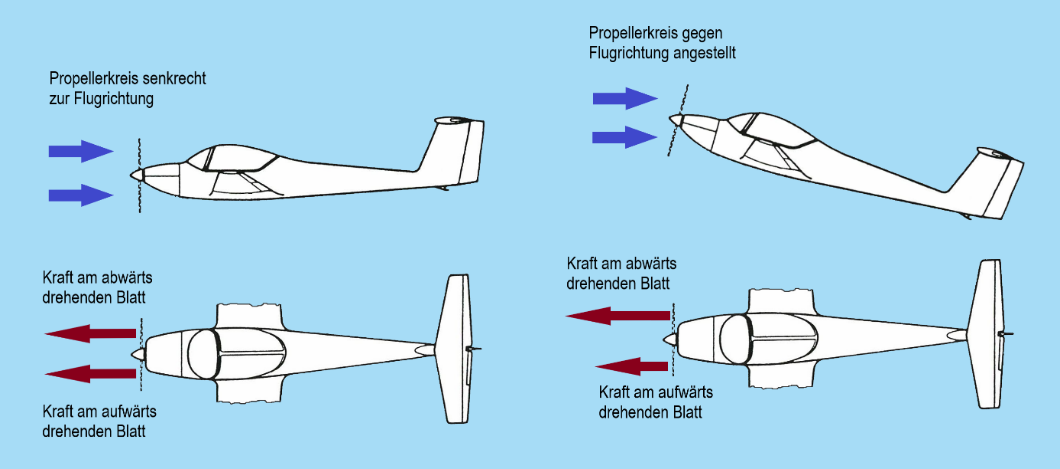 Propellerkreis senkrecht
zur Flugrichtung
Kraft am abwärts
drehenden Blatt
Kraft am aufwärts
drehenden Blatt
Propellerkreis gegen
Flugrichtung angestellt
Kraft am abwärts
drehenden Blatt
Kraft am aufwärts
drehenden Blatt